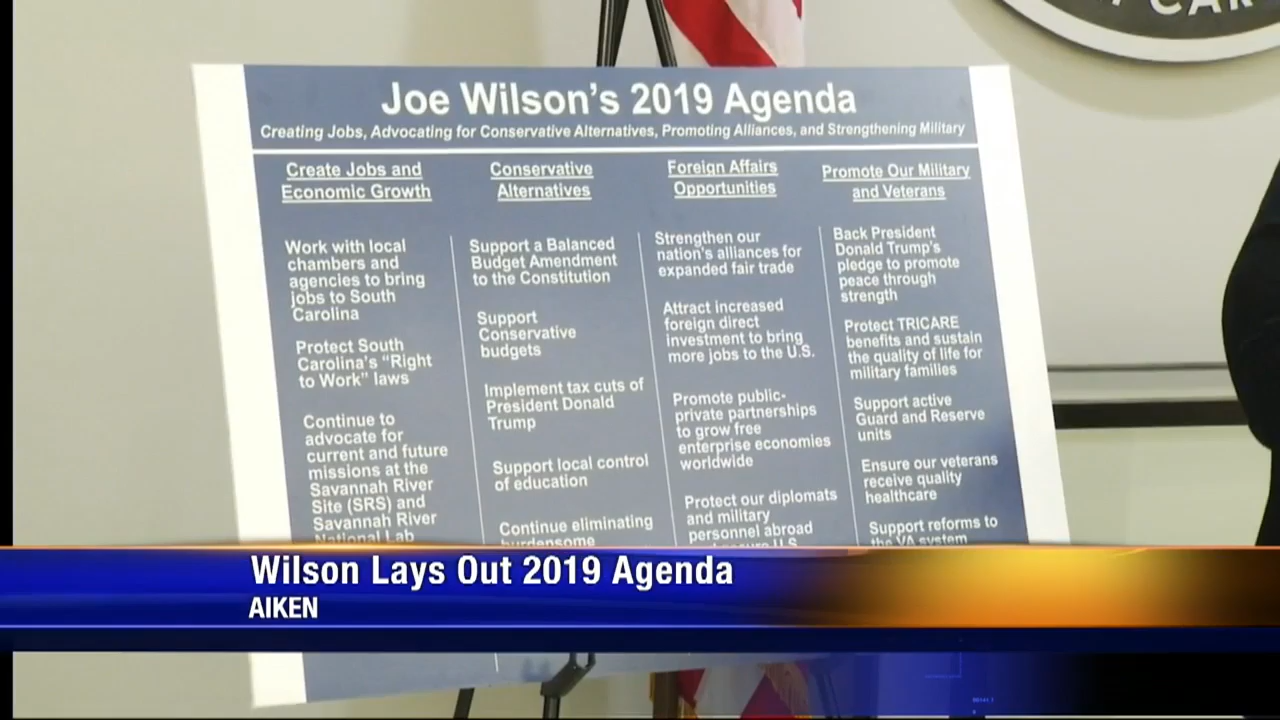 CAR
Joe Wilson's 2019 Agenda
Creating Jobs, Advocating for Conservative Alternatives, Promoting Alliances, and Strengthening Military
Create Jobs and
Economic Growth
Work with local
chambers and
agencies to bring
jobs to South
Carolina
Protect South
Carolina's "Right
to Work" laws
Continue to
advocate for
current and future
missions at the
Savannah River
Site (SRS) and
Savannah River
National Lab
Conservative
Alternatives
Support a Balanced
Budget Amendment
to the Constitution
Support
Conservative
budgets
Implement tax cuts of
President Donald
Trump
Support local control
of education
Continue eliminating
burdensome
Foreign Affairs
Opportunities
Strengthen our
nation's alliances for
expanded fair trade
Attract increased
foreign direct
investment to bring
more jobs to the U.S.
Promote public-
private partnerships
to grow free
enterprise economies
worldwide
Protect our diplomats
and military
personnel abroad
U.S.
Promote Our Military
and Veterans
Back President
Donald Trump's
pledge to promote
peace through
strength
Protect TRICARE
benefits and sustain
the quality of life for
military families
Support active
Guard and Reserve
units
Ensure our veterans
receive quality
healthcare
Support reforms to
the VA system
Wilson Lays Out 2019 Agenda
AIKEN